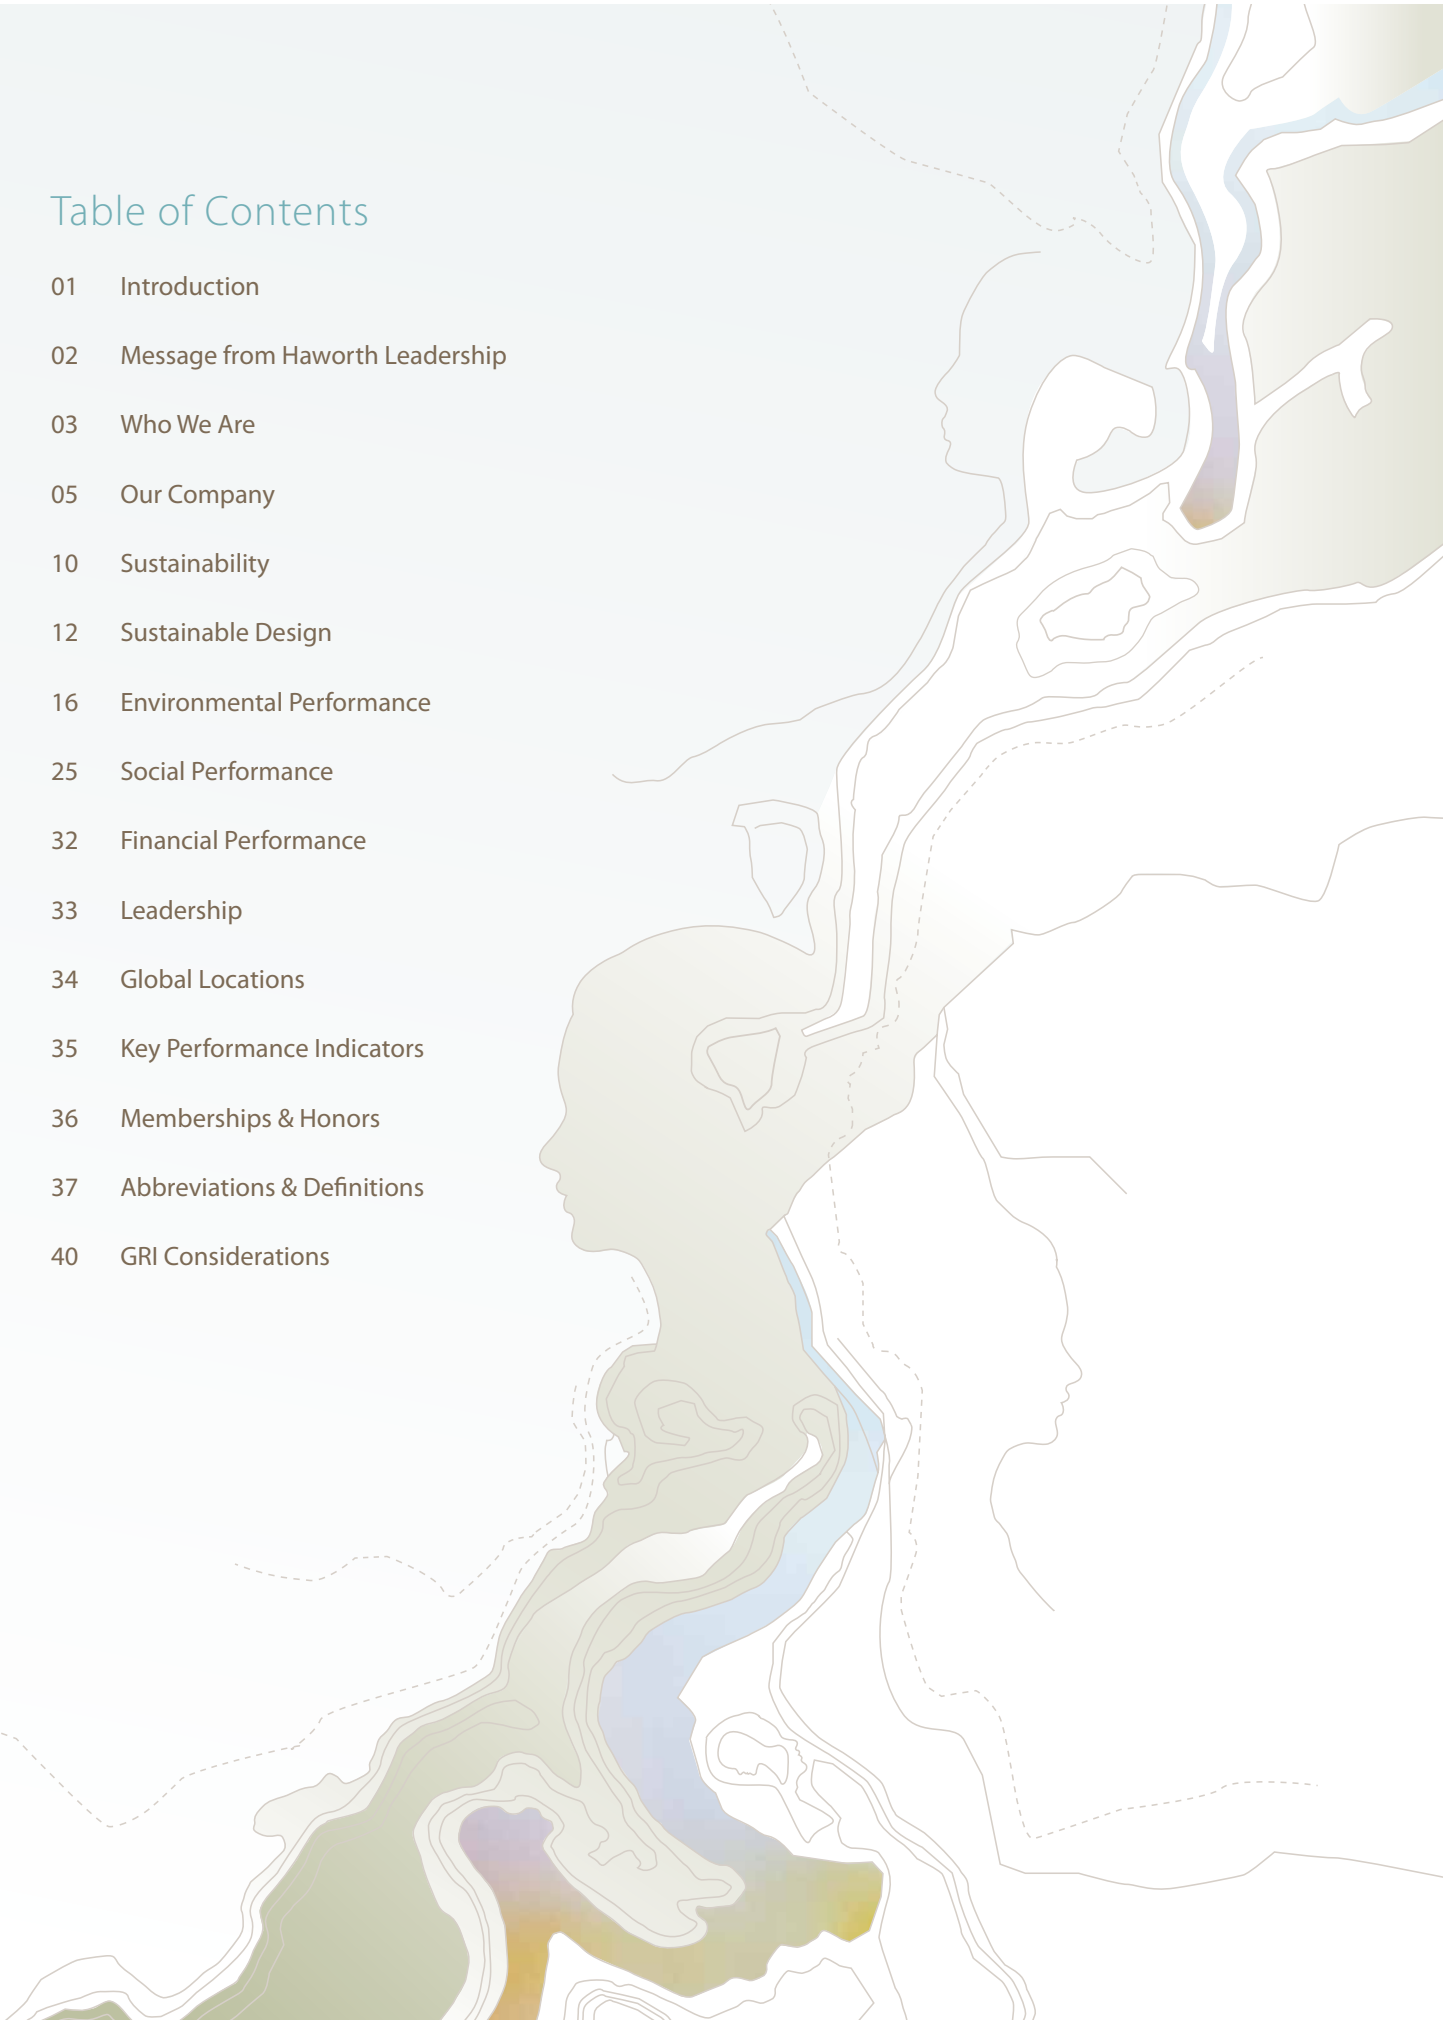 Table of Contents
01 Introduction
02 Message from Haworth Leadership
03 Who We Are
05 Our Company
10 Sustainability
12 Sustainable Design
16 Environmental Performance
25 Social Performance
32 Financial Performance
33 Leadership
34 Global Locations
35 Key Performance Indicators
36 Memberships & Honors
37 Abbreviations & Definitions
40 GRI Considerations